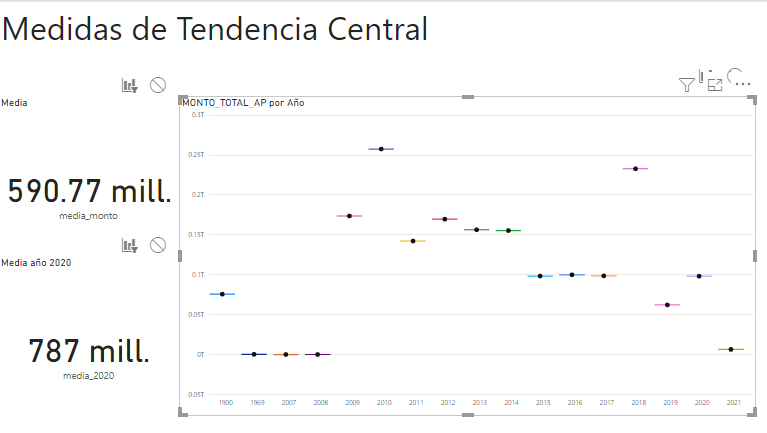 Medidas de Tendencia Central
Media
590.77 mill.
media_monto
Media año 2020
787 mill.
media_2020
MONTO_TOTAL_AP por Año
0.3T
0.25T
0.2T
0.15T
0.1T
0.05T
0T
0.05T
1900 1969 2007 2008 2009 2010 2011 2012 2013 2014 2015 2016 2017 2018 2019 2020 2021